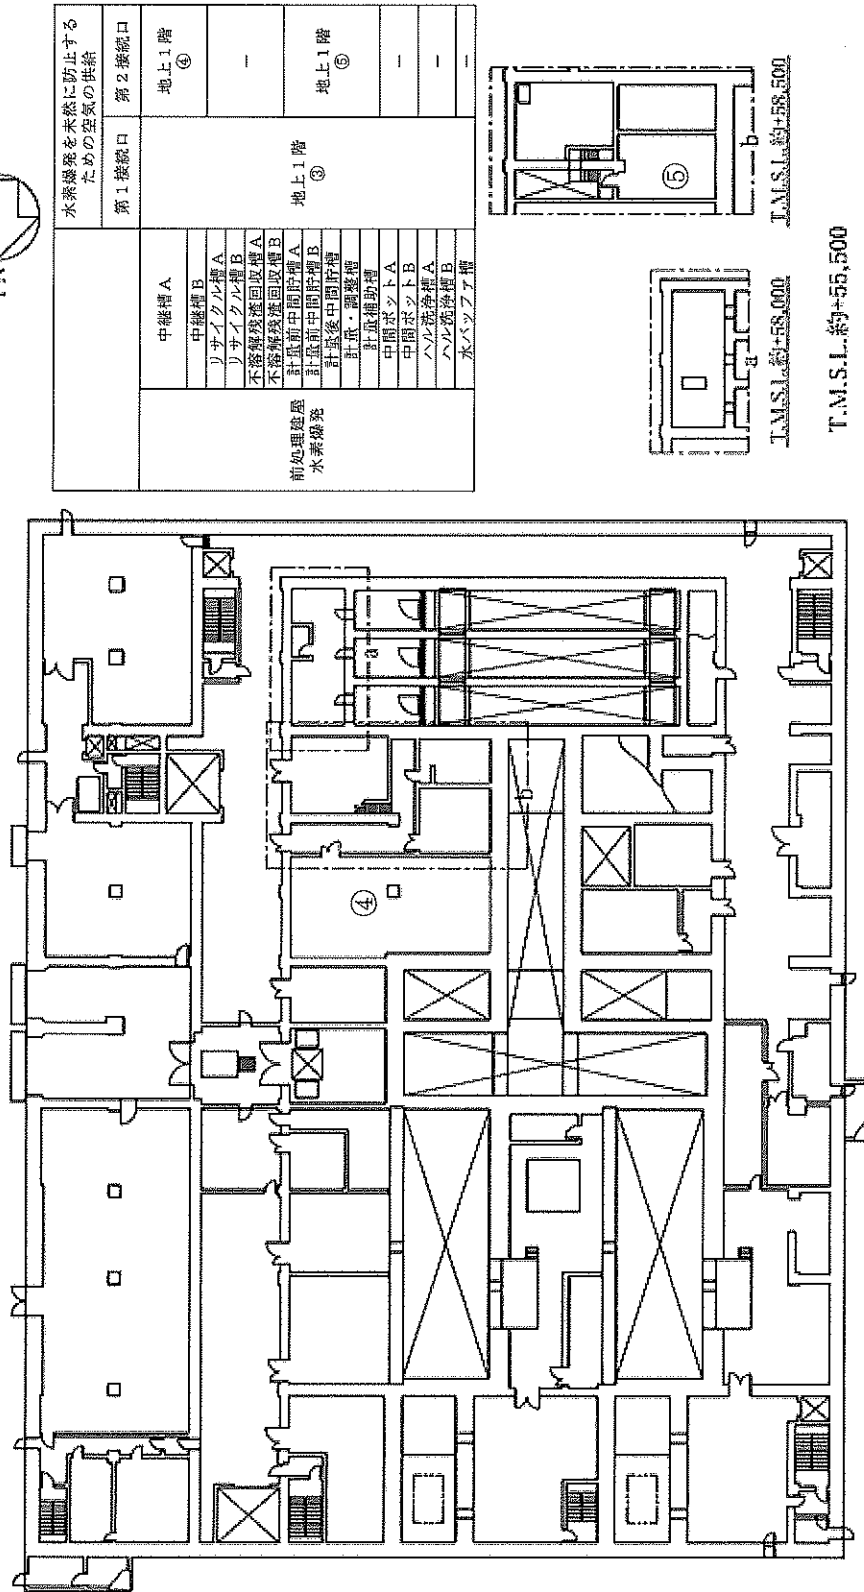 水素爆発を未然に防止する
ための空気の供給
第1接続口
第2接続口
前処理建屋
水素爆発
中継槽A
中継槽B
リサイクル槽A
リサイクル槽B
不溶解残渣回収槽A
不溶解残渣回収槽B
計量前中間貯槽A
計量前中間貯槽B
計量後中間貯槽
計量・調整槽
計量補助槽
中間ポットA
中間ポットB
ハル洗浄槽A
ハル洗浄槽B
水バッファ槽
地上1階
③
地上1階
④
－
地上1階
⑤
－
－
－
④
a
b
a
T.M.S.L.約+58,000
⑤
b
T.M.S.L.約+58,500
T.M.S.L.約+55,500